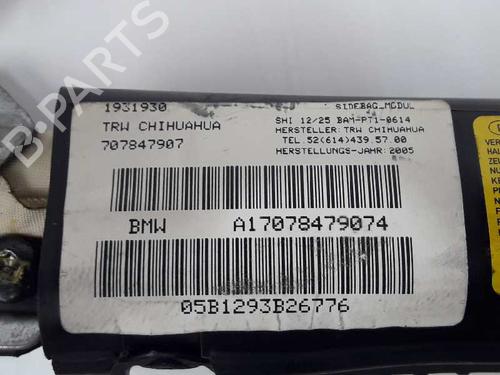 B-PARTS
1931930
TRW CHIHUAHUA
707847907
SIDEBAG_MODUL
SHI 12/25 BAM-PT1-0614
HERSTELLER: TRW CHIHUAHUA
TEL. 52(614)439 57 00
HERSTELLUNGS-JAHR: 2005
BMW A17078479074
05B1293B26776